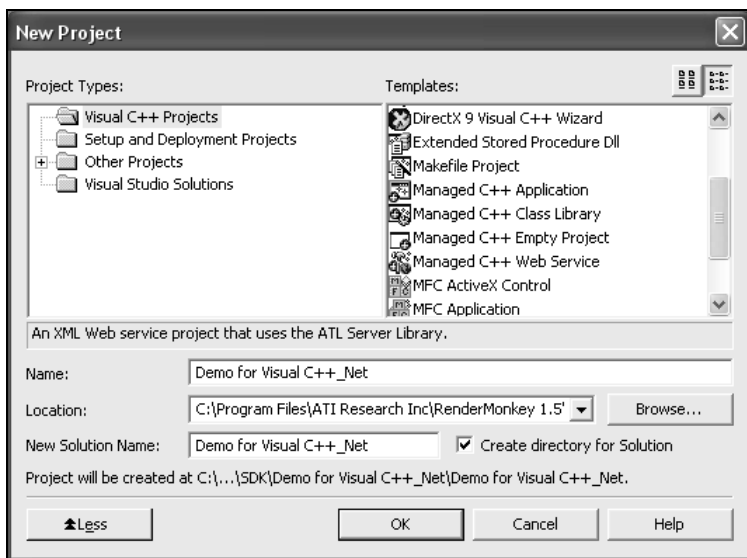 New Project
Project Types:
Templates:
Visual C++ Projects
Setup and Deployment Projects
Other Projects
Visual Studio Solutions
DirectX 9 Visual C++ Wizard
Extended Stored Procedure Dll
Makefile Project
Managed C++ Application
Managed C++ Class Library
Managed C++ Empty Project
Managed C++ Web Service
MFC ActiveX Control
MFC Application
An XML Web service project that uses the ATL Server Library.
Name: Demo for Visual C++_Net
Location: C:\Program Files\ATI Research Inc\RenderMonkey 1.5' Browse...
New Solution Name: Demo for Visual C++_Net Create directory for Solution
Project will be created at C:\...\SDK\Demo for Visual C++_Net\Demo for Visual C++_Net.
Less OK Cancel Help